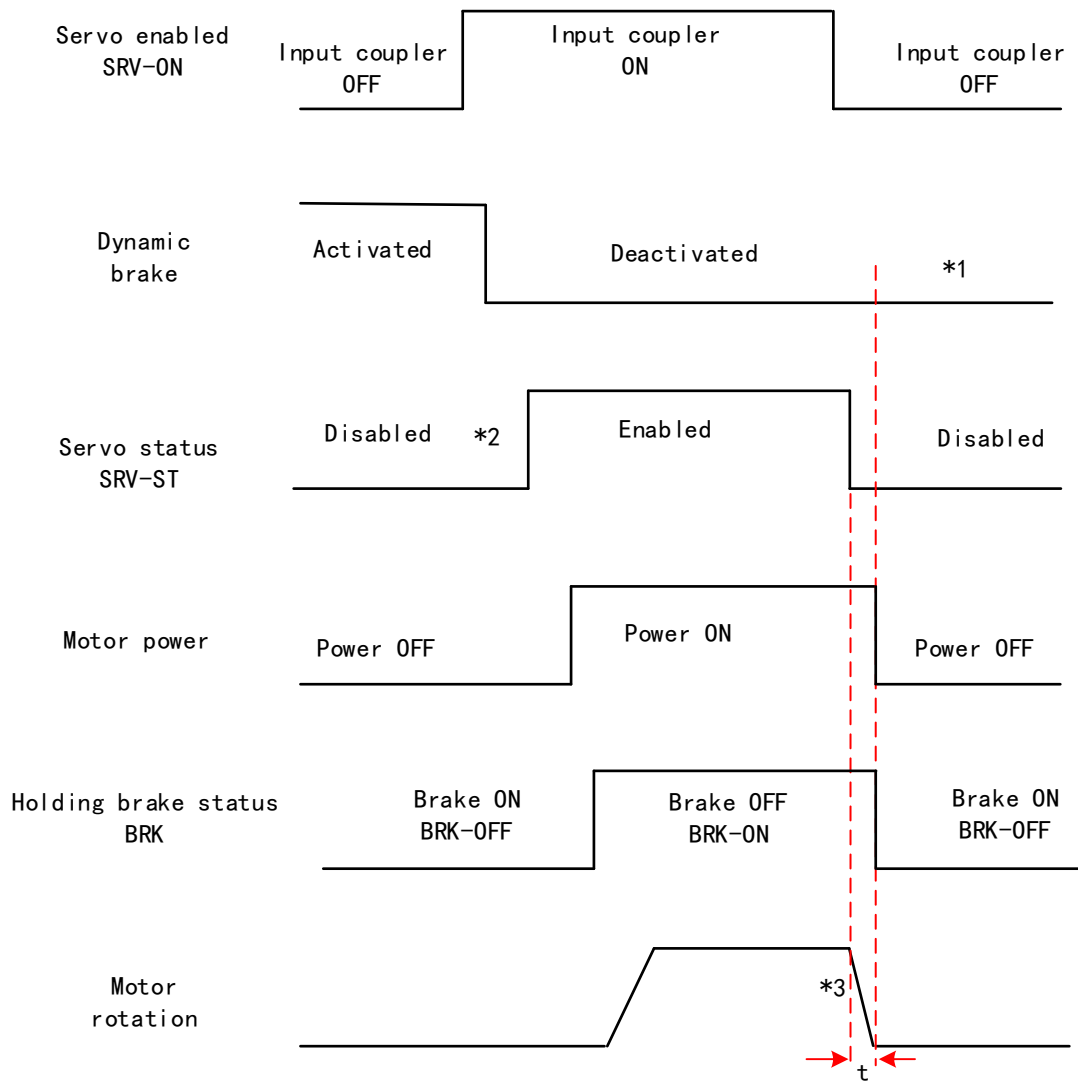 Servo enabled
SRV-ON
Input coupler
OFF
Input coupler
ON
Input coupler
OFF
Dynamic
brake
Activated
Deactivated
*1
Servo status
SRV-ST
Disabled
*2
Enabled
Disabled
Motor power
Power OFF
Power ON
Power OFF
Holding brake status
BRK
Brake ON
BRK-OFF
Brake OFF
BRK-ON
Brake ON
BRK-OFF
Motor
rotation
*3
t